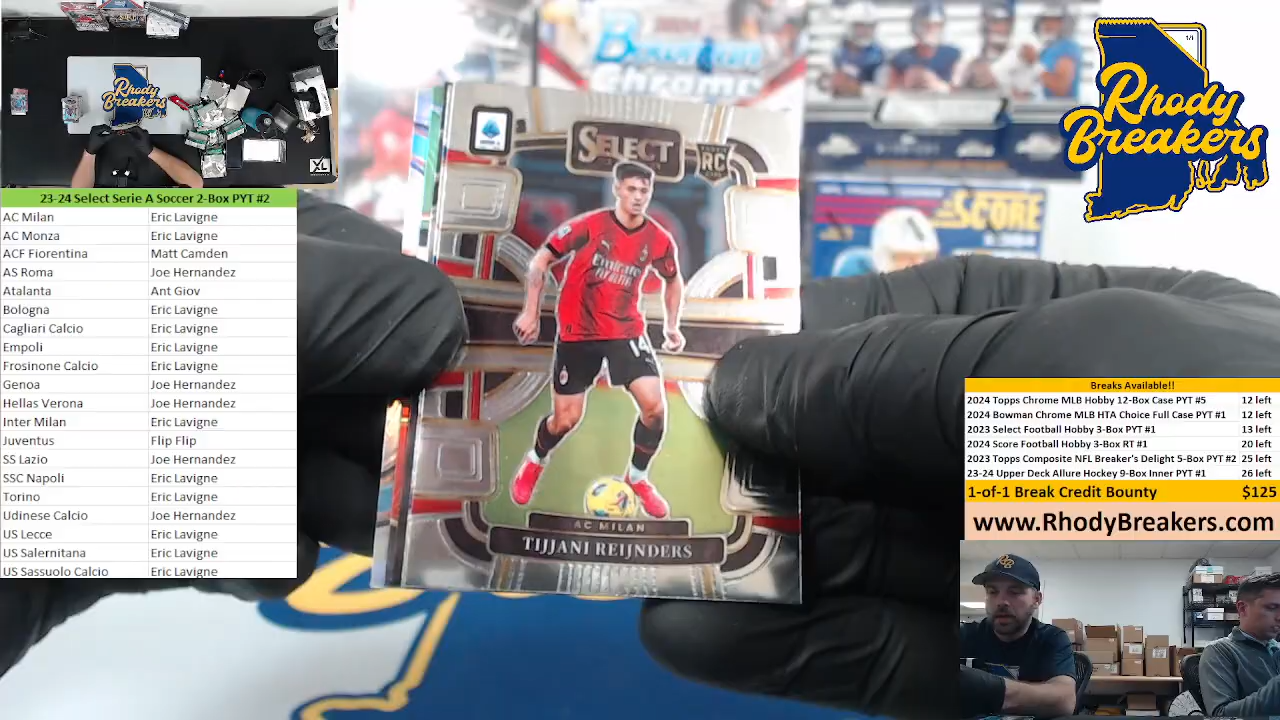 Rhody
Breakers
XL
23-24 Select Serie A Soccer 2-Box PYT #2
AC Milan Eric Lavigne
AC Monza Eric Lavigne
ACF Fiorentina Matt Camden
AS Roma Joe Hernandez
Atalanta Ant Giov
Bologna Eric Lavigne
Cagliari Calcio Eric Lavigne
Empoli Eric Lavigne
Frosinone Calcio Eric Lavigne
Genoa Joe Hernandez
Hellas Verona Joe Hernandez
Inter Milan Eric Lavigne
Juventus Flip Flip
SS Lazio Joe Hernandez
SSC Napoli Eric Lavigne
Torino Eric Lavigne
Udinese Calcio Joe Hernandez
US Lecce Eric Lavigne
US Salernitana Eric Lavigne
US Sassuolo Calcio Eric Lavigne
Bowman
Chrome
SELECT
RC
Emirates
14
AC MILAN
TIJJANI REIJNDERS
SCORE
1/1
Rhody
Breakers
Breaks Available!!
2024 Topps Chrome MLB Hobby 12-Box Case PYT #5 12 left
2024 Bowman Chrome MLB HTA Choice Full Case PYT #1 12 left
2023 Select Football Hobby 3-Box PYT #1 13 left
2024 Score Football Hobby 3-Box RT #1 20 left
2023 Topps Composite NFL Breaker's Delight 5-Box PYT #2 25 left
23-24 Upper Deck Allure Hockey 9-Box Inner PYT #1 26 left
1-of-1 Break Credit Bounty $125
www.RhodyBreakers.com